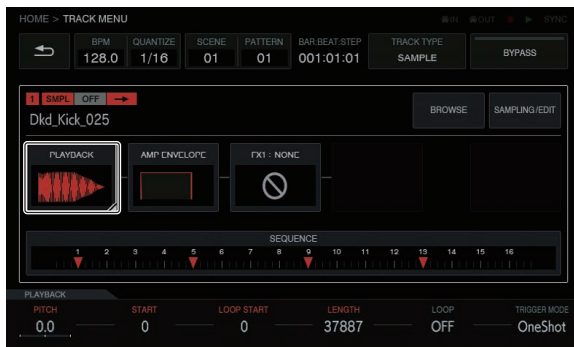 HOME > TRACK MENU
IN OUT SYNC
BPM QUANTIZE SCENE PATTERN BAR:BEAT:STEP TRACK TYPE
128.0 1/16 01 01 001:01:01 SAMPLE BYPASS
1 SMPL OFF
Dkd_Kick_025 BROWSE SAMPLING/EDIT
PLAYBACK AMP ENVELOPE FX1 : NONE
SEQUENCE
1 2 3 4 5 6 7 8 9 10 11 12 13 14 15 16
PLAYBACK
PITCH START LOOP START LENGTH LOOP TRIGGER MODE
0.0 0 0 37887 OFF OneShot